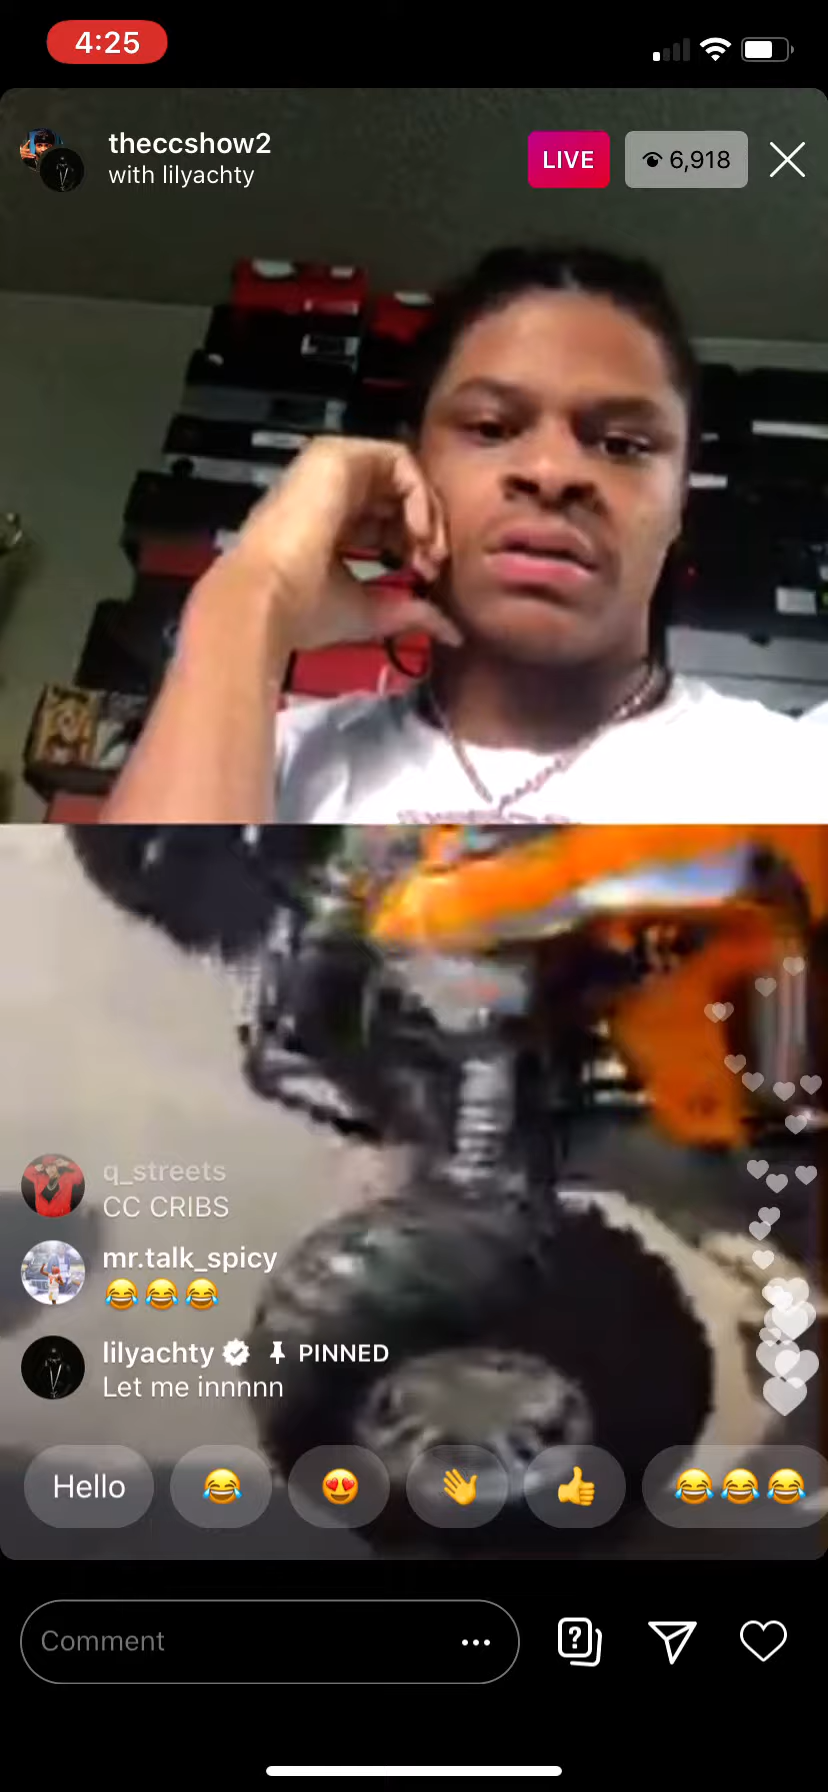 4:25
theccshow2
with lilyachty
LIVE
6,918
q_streets
CC CRIBS
mr.talk_spicy
😂😂😂
lilyachty PINNED
Let me innnnn
Hello 😂 😍 👋 👍 😂😂😂
Comment